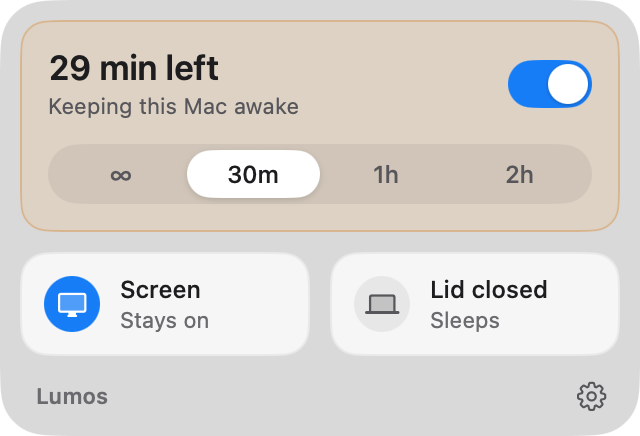 29 min left
Keeping this Mac awake
∞ 30m 1h 2h
Screen
Stays on
Lid closed
Sleeps
Lumos